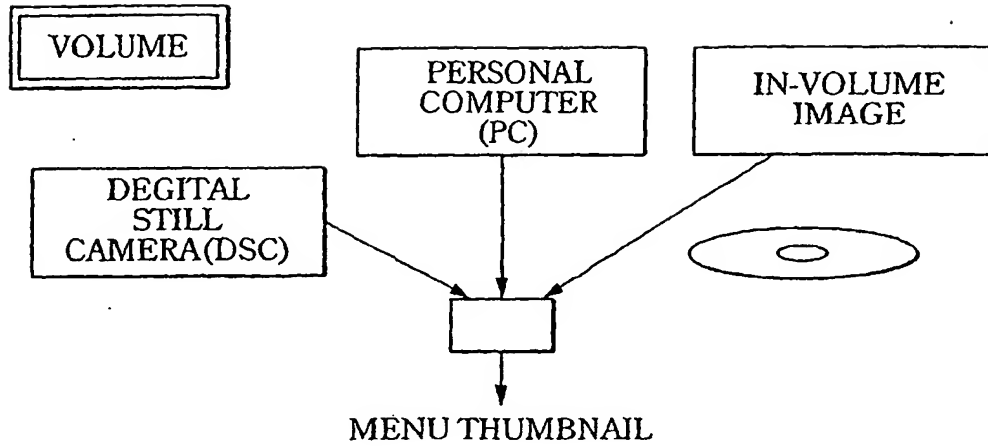 VOLUME
PERSONAL
COMPUTER
(PC)
IN-VOLUME
IMAGE
DEGITAL
STILL
CAMERA(DSC)
MENU THUMBNAIL